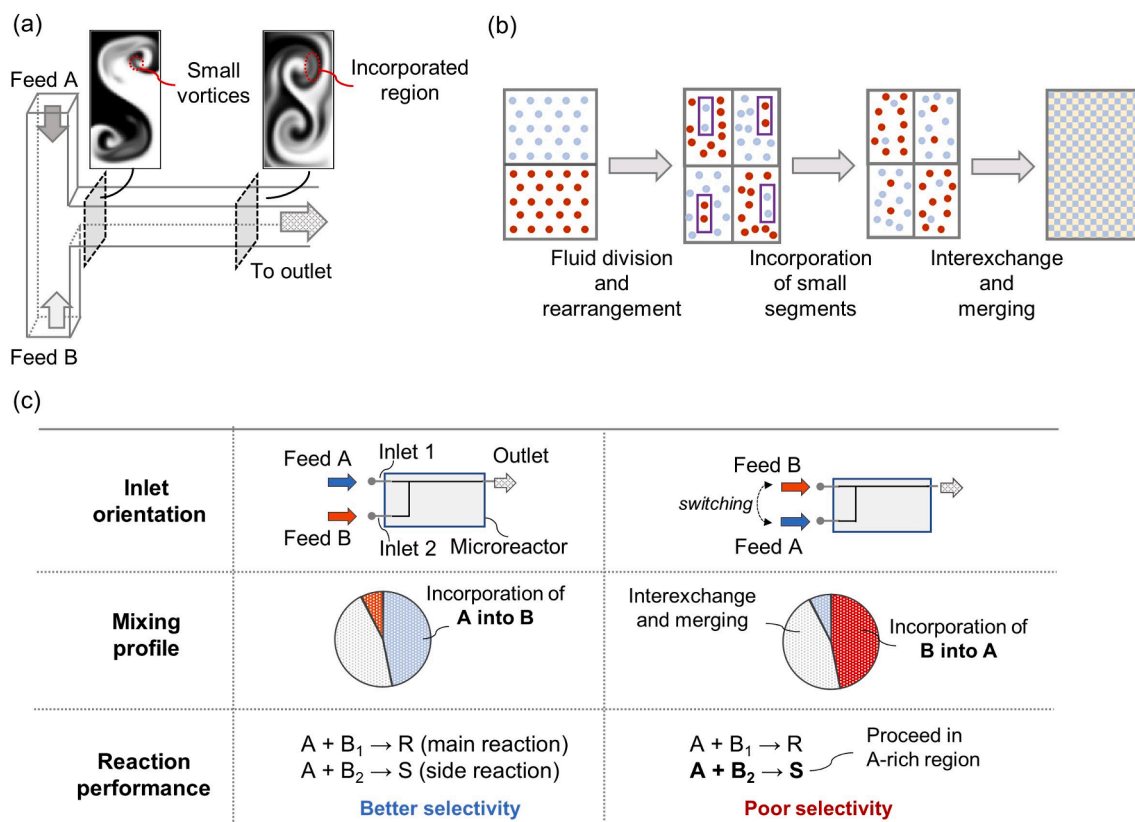 (a)
Feed A
Small
vortices
Incorporated
region
To outlet
Feed B
(b)
Fluid division
and
rearrangement
Incorporation
of small
segments
Interexchange
and
merging
(c)
Inlet
orientation
Feed A
Inlet 1
Outlet
Feed B
Inlet 2
Microreactor
Feed B
switching
Feed A
Mixing
profile
Incorporation of
A into B
Interexchange
and merging
Incorporation of
B into A
Reaction
performance
A + B₁ → R (main reaction)
A + B₂ → S (side reaction)
Better selectivity
A + B₁ → R
A + B₂ → S
Proceed in
A-rich region
Poor selectivity